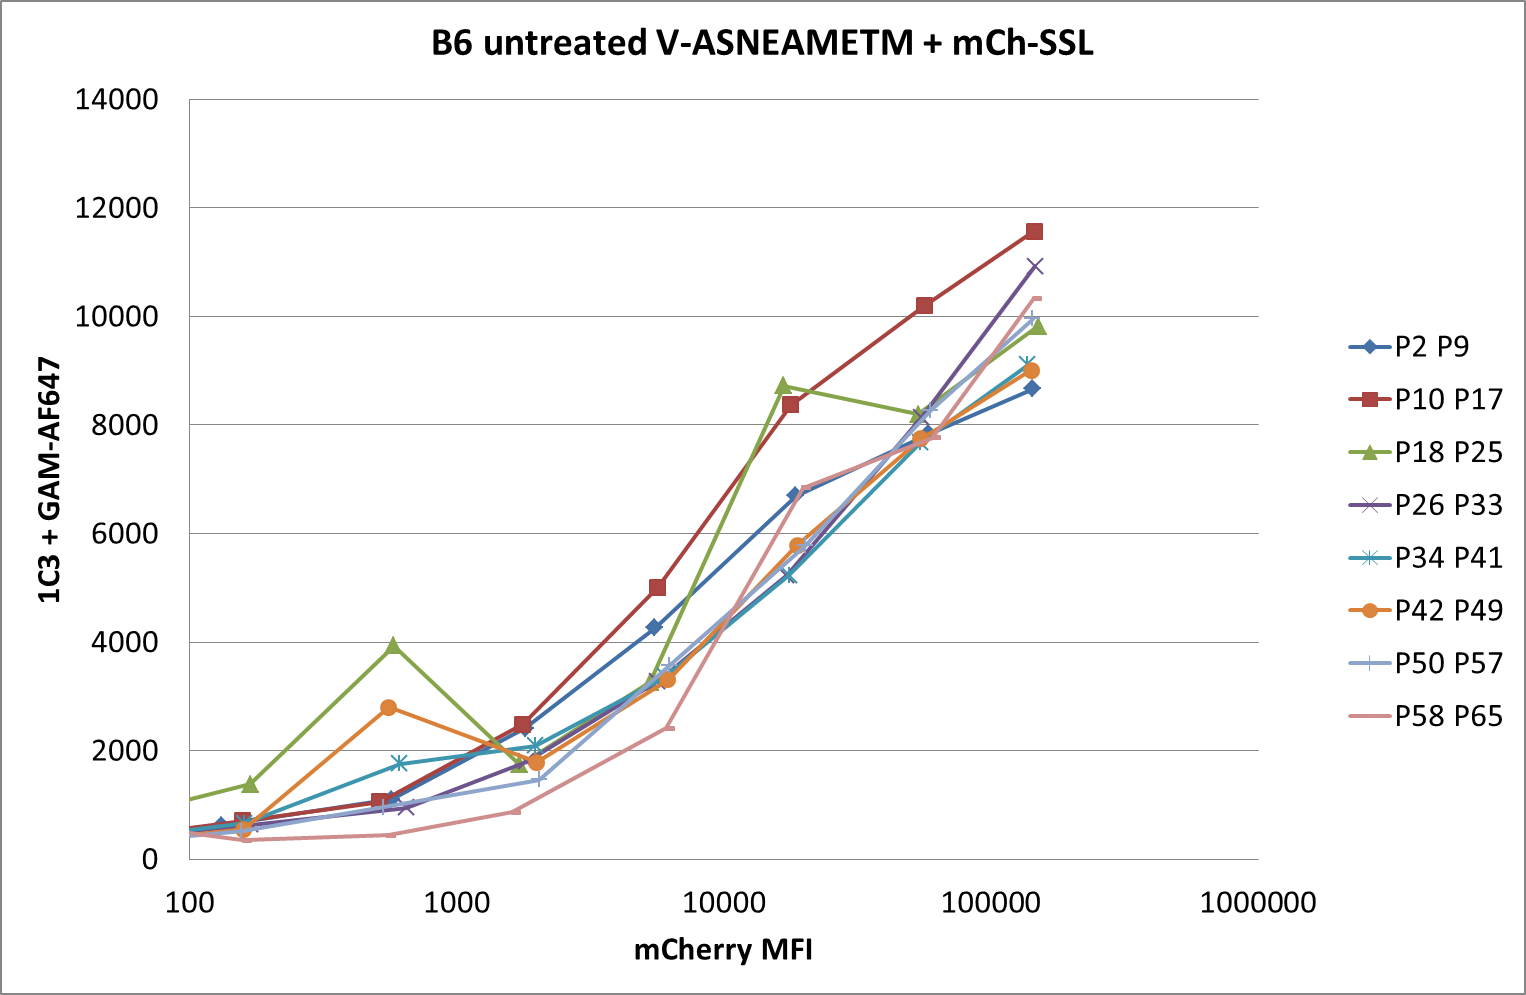 B6 untreated V-ASNEAMETM + mCh-SSL
14000
12000
10000
8000
6000
4000
2000
0
1C3 + GAM-AF647
100 1000 10000 100000 1000000
mCherry MFI
P2 P9
P10 P17
P18 P25
P26 P33
P34 P41
P42 P49
P50 P57
P58 P65